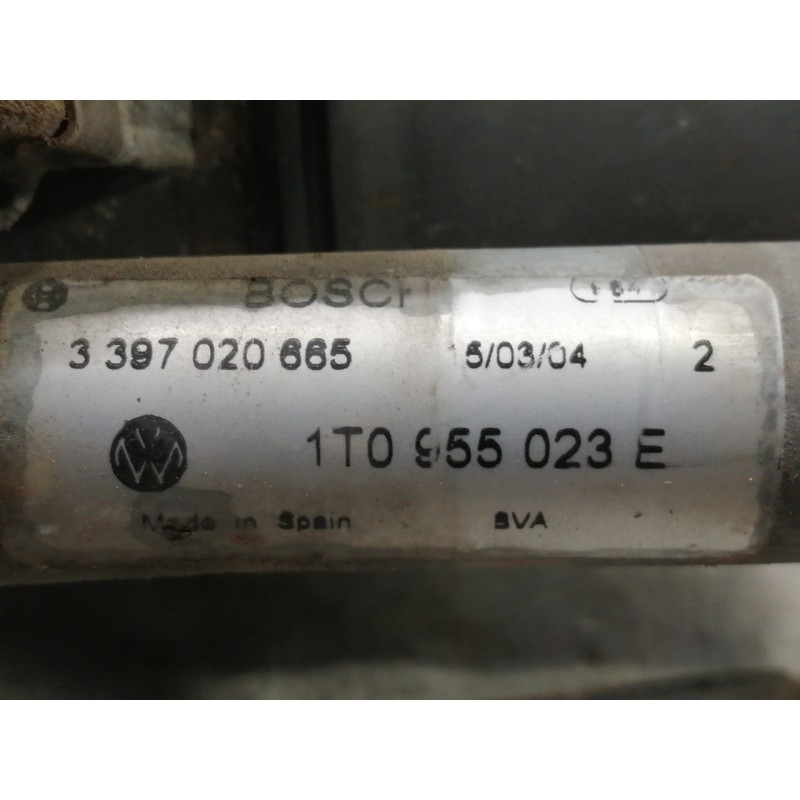 BOSCH
3 397 020 665 5/03/04 2
1T0 955 023 E
Made in Spain BVA